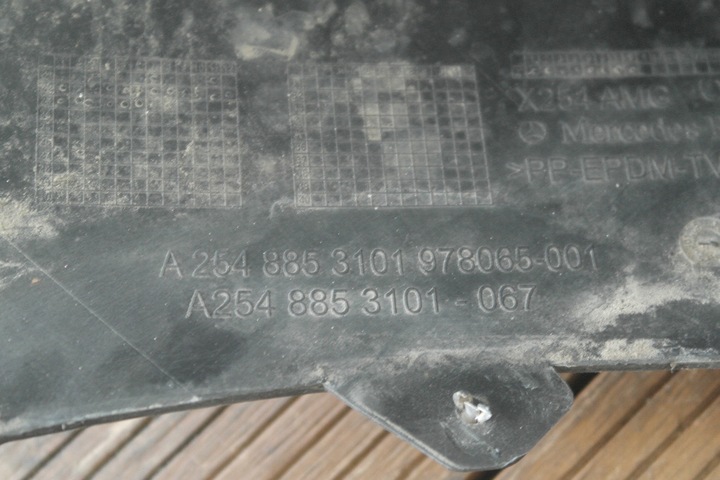 X254 AMG
Mercedes
>PP-EPDM-TV
A 254 885 3101 978065-001
A254 885 3101 - 067